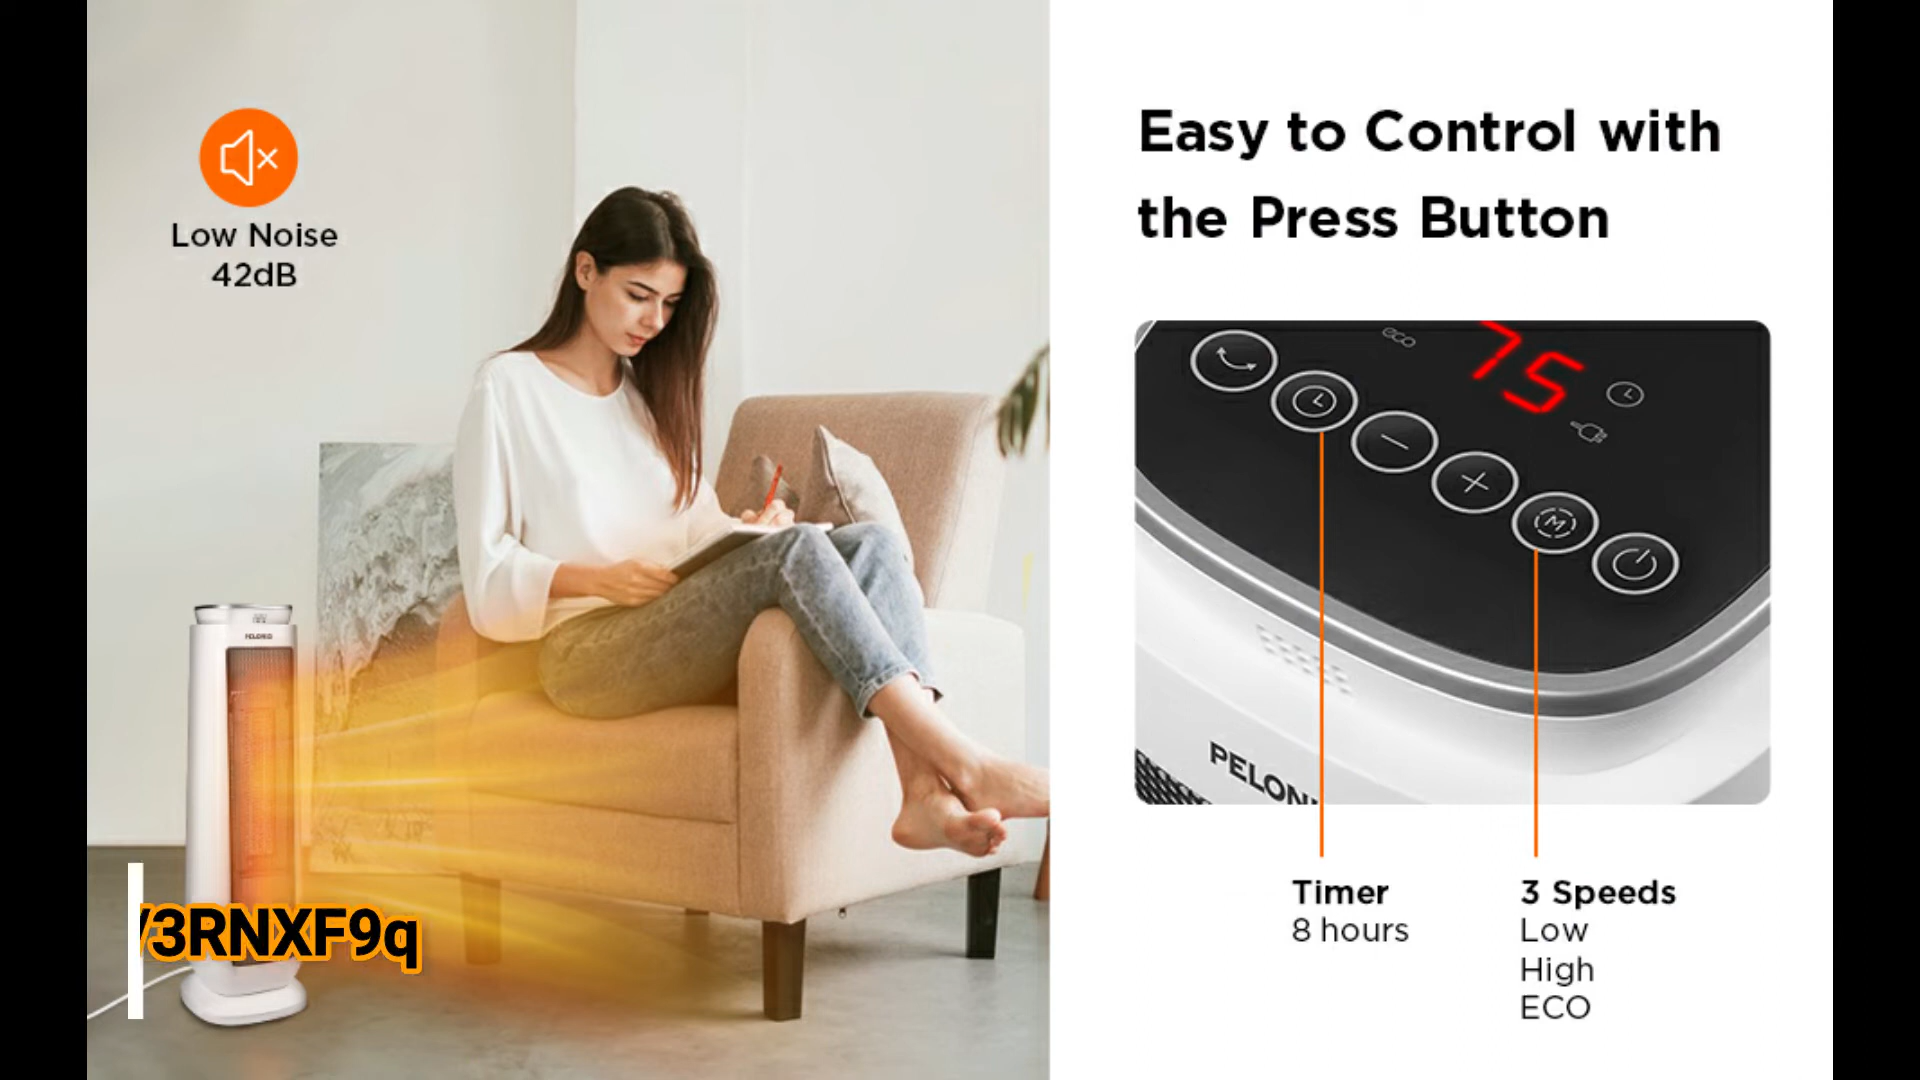 Low Noise
42dB
Easy to Control with
the Press Button
eco
75
M
PELON
PELONIS
Timer
8 hours
3 Speeds
Low
High
ECO
/3RNXF9q